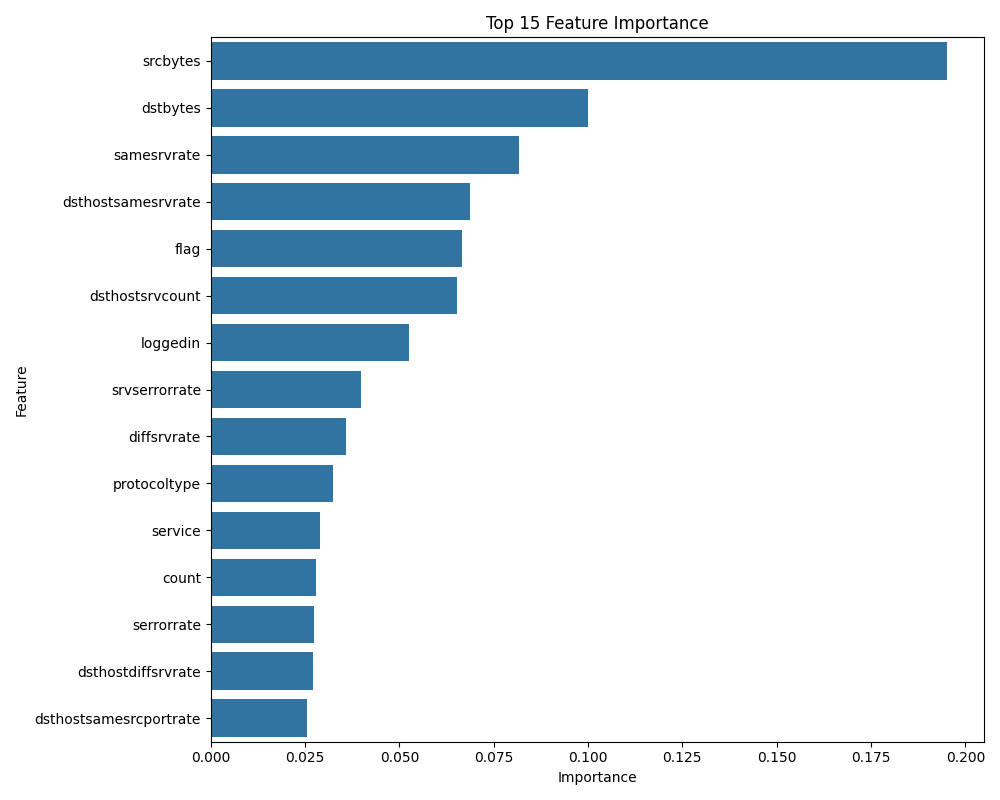 Top 15 Feature Importance
Feature
srcbytes
dstbytes
samesrvrate
dsthostsamesrvrate
flag
dsthostsrvcount
loggedin
srvserrorrate
diffsrvrate
protocoltype
service
count
serrorrate
dsthostdiffsrvrate
dsthostsamesrcportrate
0.000 0.025 0.050 0.075 0.100 0.125 0.150 0.175 0.200
Importance